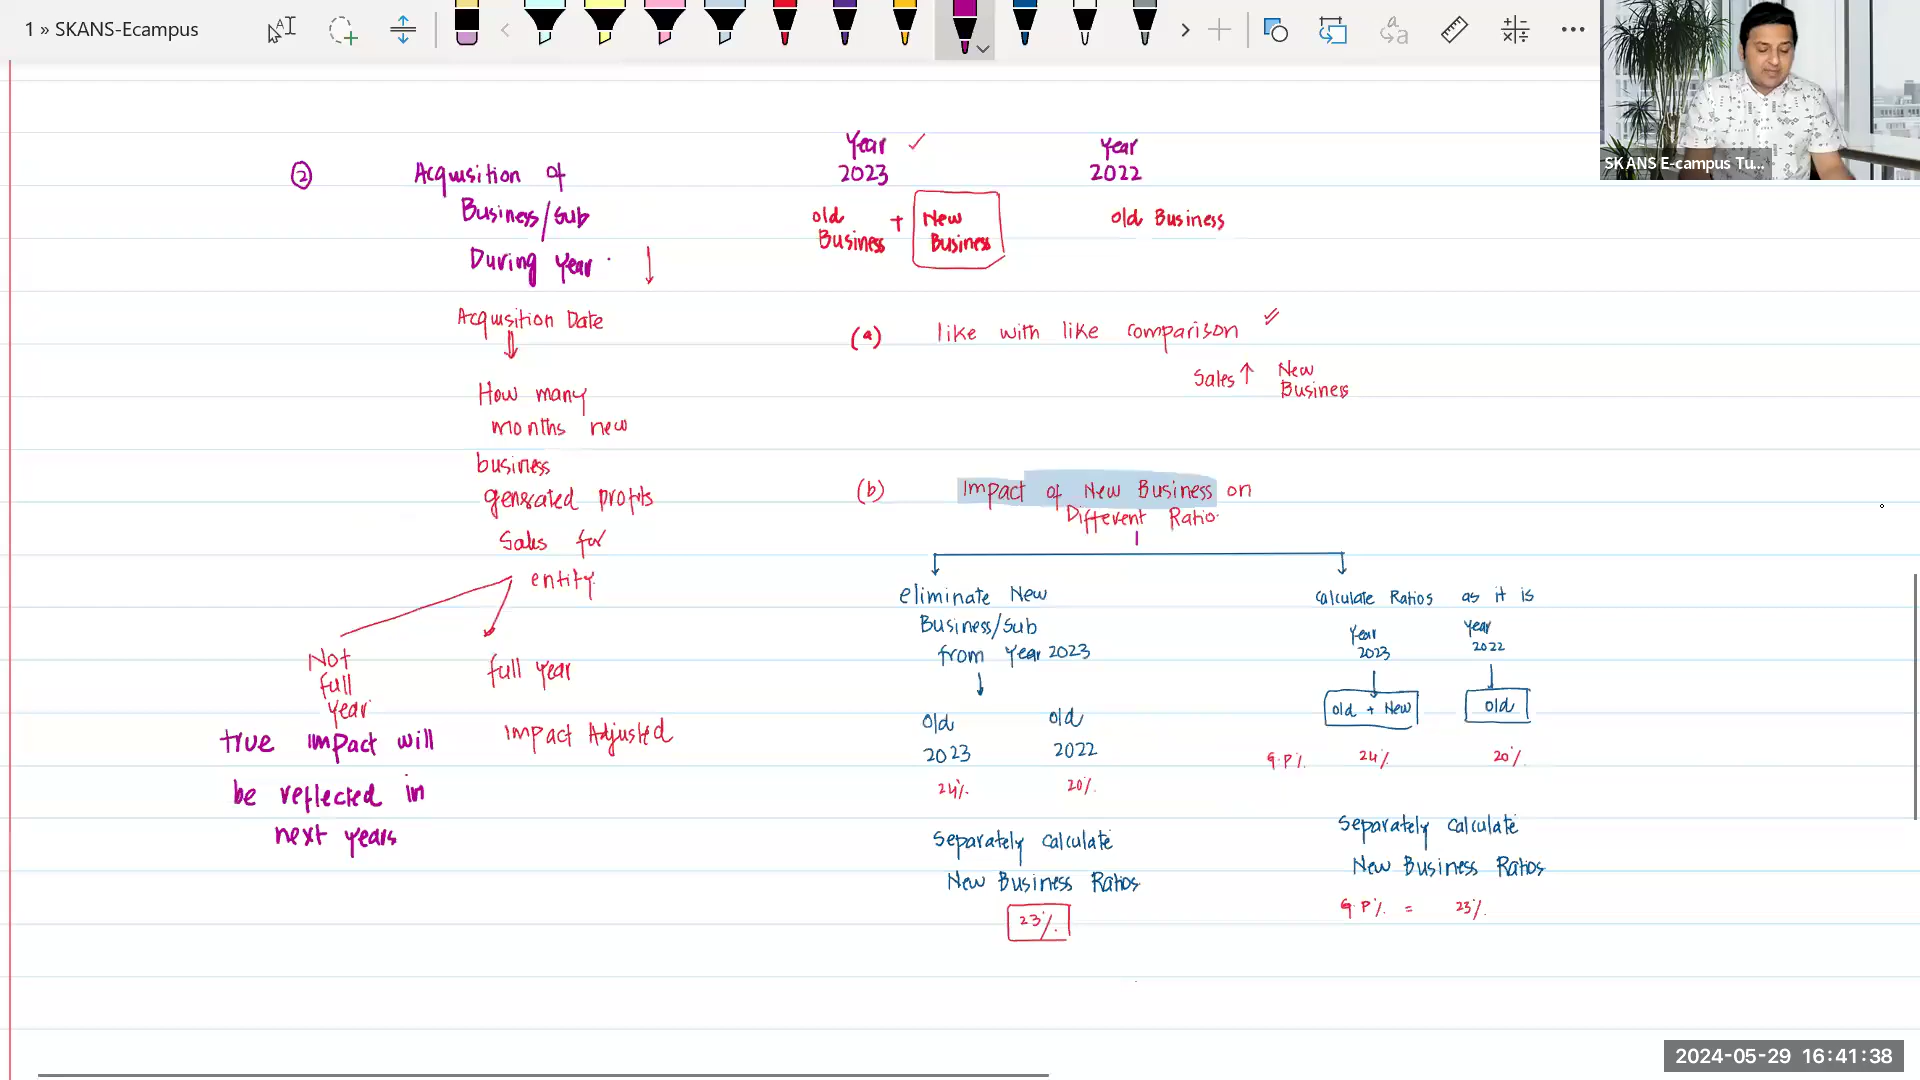 1 » SKANS-Ecampus
SKANS E-campus Tu...
②
Acquisition of
Business/Sub
During Year
Acquisition Date
How many
months new
business
generated profits
Sales for
entity
Not
full
year
full year
true impact will
be reflected in
next years
Impact Adjusted
Year
2023
Year
2022
old
Business
+
New
Business
old Business
(a) like with like comparison
Sales ↑ New
Business
(b) Impact of New Business on
Different Ratio
eliminate New
Business/Sub
from Year 2023
old
2023
old
2022
24%
20%
Separately Calculate
New Business Ratios
23%
Calculate Ratios as it is
Year
2023
Year
2022
old + New
old
G.P% 24% 20%
Separately Calculate
New Business Ratios
G.P% = 23%
2024-05-29 16:41:38